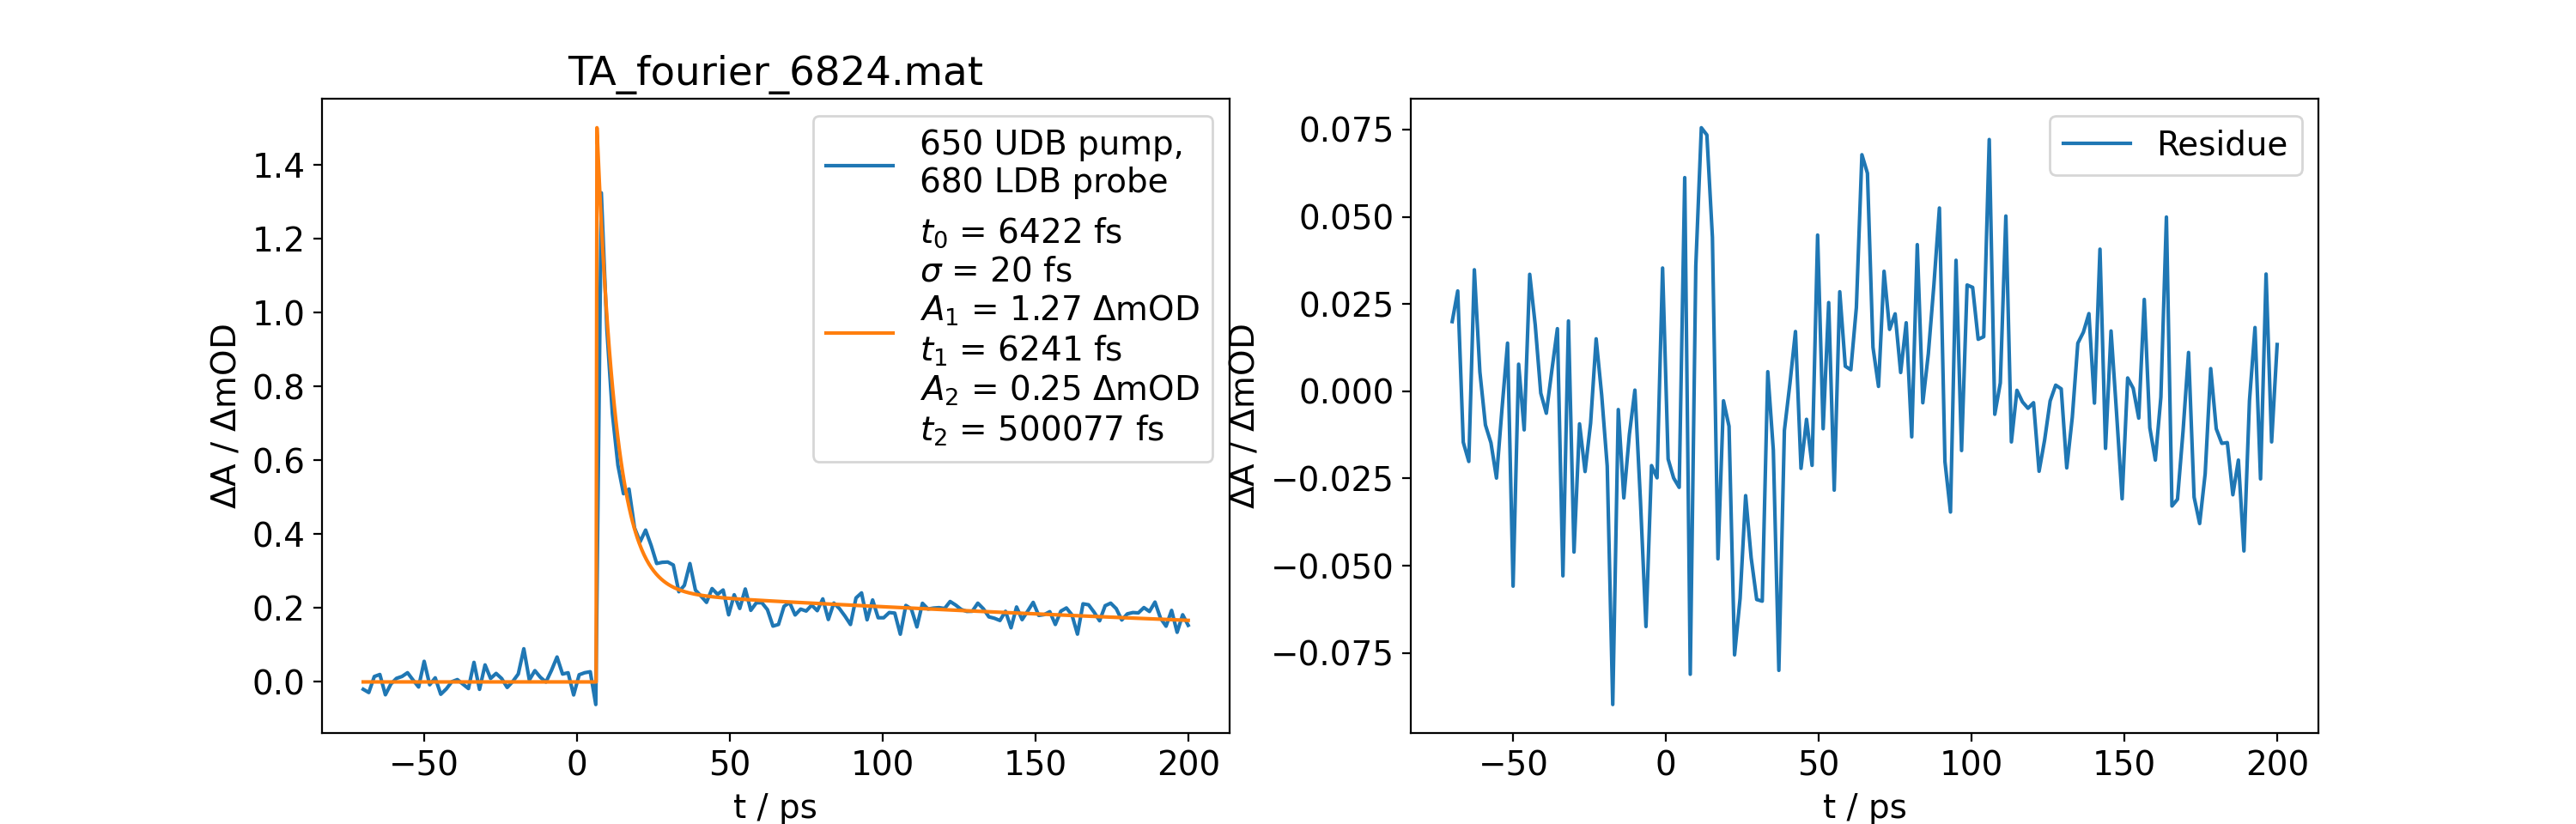 TA_fourier_6824.mat
ΔA / ΔmOD
1.4
1.2
1.0
0.8
0.6
0.4
0.2
0.0
650 UDB pump,
680 LDB probe
t₀ = 6422 fs
σ = 20 fs
A₁ = 1.27 ΔmOD
t₁ = 6241 fs
A₂ = 0.25 ΔmOD
t₂ = 500077 fs
−50 0 50 100 150 200
t / ps
ΔA / ΔmOD
0.075
0.050
0.025
0.000
−0.025
−0.050
−0.075
Residue
−50 0 50 100 150 200
t / ps